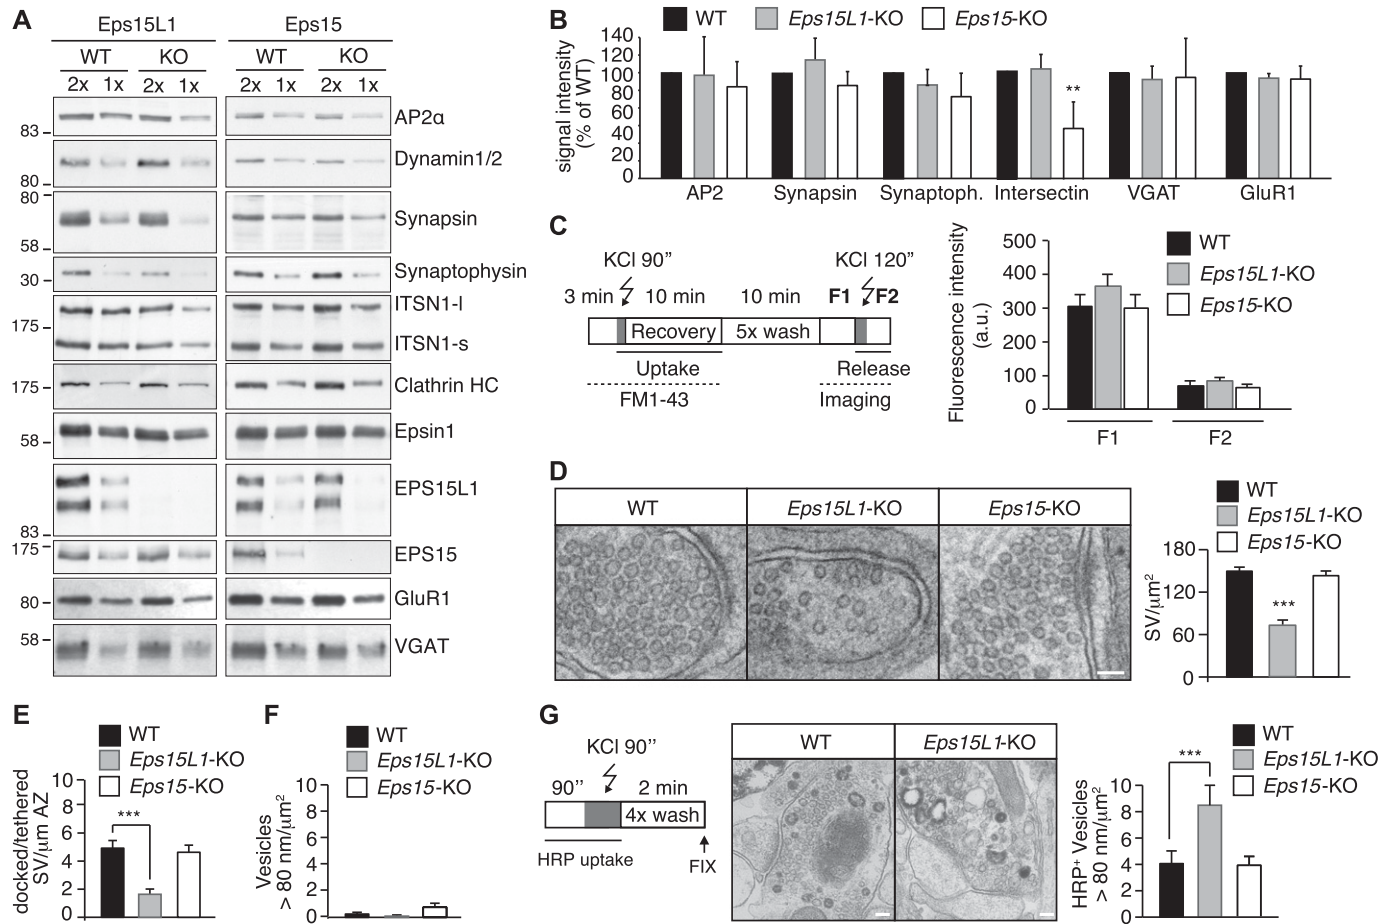 A
Eps15L1
Eps15
WT
KO
WT
KO
2x 1x 2x 1x
2x 1x 2x 1x
83
AP2α
80
Dynamin1/2
80
58
Synapsin
30
Synaptophysin
ITSN1-l
175
ITSN1-s
175
Clathrin HC
58
Epsin1
EPS15L1
83
175
EPS15
80
GluR1
58
VGAT
B
WT
Eps15L1-KO
Eps15-KO
signal intensity
(% of WT)
140
120
100
80
60
40
20
0
**
AP2 Synapsin Synaptoph. Intersectin VGAT GluR1
C
KCl 90”
KCl 120”
3 min 10 min 10 min F1 F2
Recovery 5x wash
Uptake
Release
FM1-43
Imaging
Fluorescence intensity
(a.u.)
500
400
300
200
100
0
WT
Eps15L1-KO
Eps15-KO
F1 F2
D
WT Eps15L1-KO Eps15-KO
WT
Eps15L1-KO
Eps15-KO
SV/μm²
180
120
60
0
***
E
WT
Eps15L1-KO
Eps15-KO
docked/tethered
SV/μm AZ
10
8
6
4
2
0
***
F
WT
Eps15L1-KO
Eps15-KO
Vesicles
> 80 nm/μm²
10
8
6
4
2
0
G
KCl 90’’
90’’ 2 min
4x wash
HRP uptake
FIX
WT Eps15L1-KO
WT
Eps15L1-KO
Eps15-KO
HRP⁺ Vesicles
> 80 nm/μm²
10
8
6
4
2
0
***